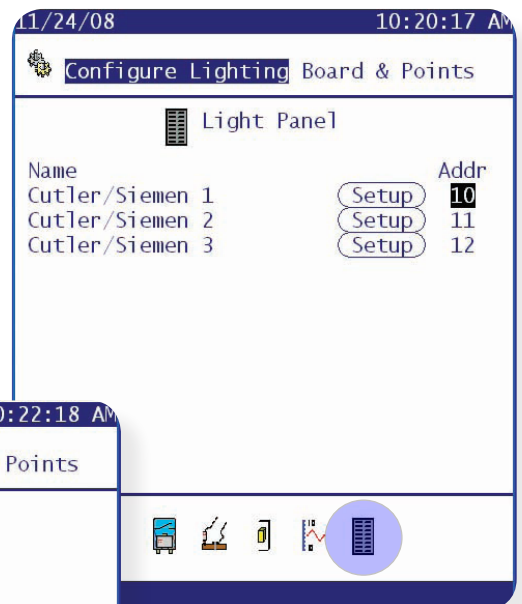 11/24/08 10:20:17 AM
Configure Lighting Board & Points
Light Panel
Name Addr
Cutler/Siemen 1 Setup 10
Cutler/Siemen 2 Setup 11
Cutler/Siemen 3 Setup 12
0:22:18 AM
Points